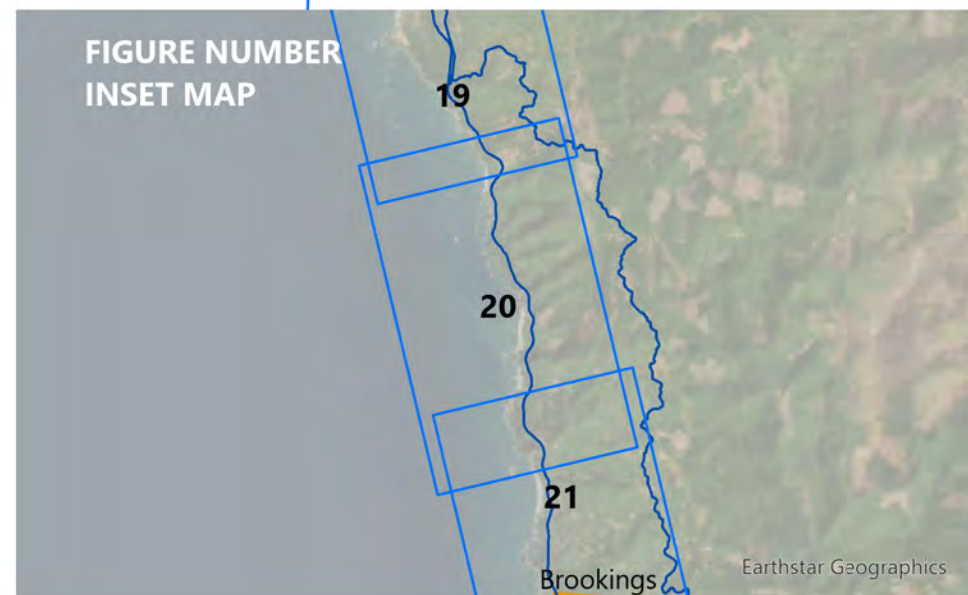 FIGURE NUMBER
INSET MAP
19
20
21
Brookings
Earthstar Geographics